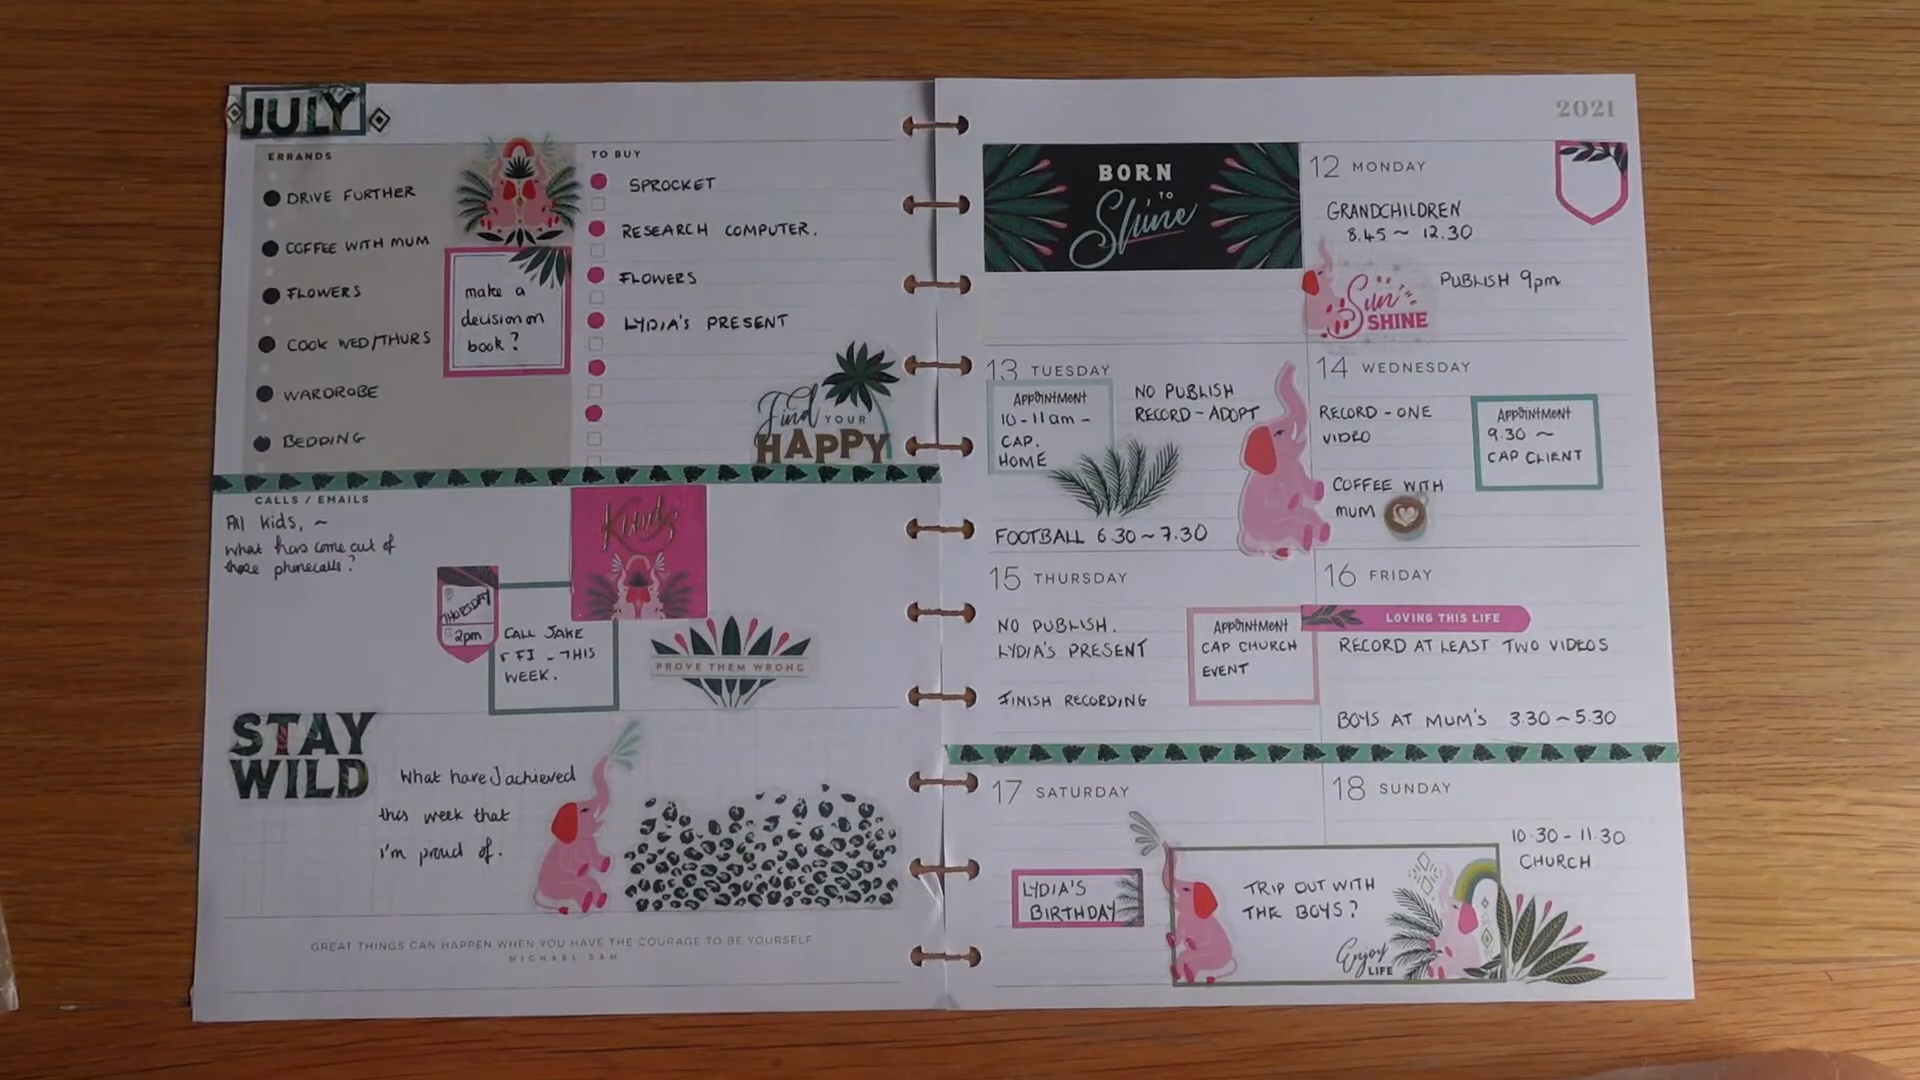 JULY
ERRANDS
DRIVE FURTHER
COFFEE WITH MUM
FLOWERS
COOK WED/THURS
WARDROBE
BEDDING
make a
decision on
book?
TO BUY
SPROCKET
RESEARCH COMPUTER.
FLOWERS
LYDIA'S PRESENT
Find YOUR
HAPPY
CALLS / EMAILS
All kids, ~
what has come out of
those phonecalls?
THURSDAY
2pm
CALL JAKE
THIS
WEEK.
Kind
PROVE THEM WRONG
STAY
WILD
What have I achieved
this week that
i'm proud of.
GREAT THINGS CAN HAPPEN WHEN YOU HAVE THE COURAGE TO BE YOURSELF
MICHAEL SAM
2021
BORN
TO
Shine
12 MONDAY
GRANDCHILDREN
8.45 ~ 12.30
BE THE
Sun
SHINE
PUBLISH 9pm
13 TUESDAY
APPOINTMENT
10-11am -
CAP.
HOME
NO PUBLISH
RECORD - ADOPT
FOOTBALL 6.30 ~ 7.30
14 WEDNESDAY
RECORD - ONE
VIDEO
APPOINTMENT
9.30 ~
CAP CLIENT
COFFEE WITH
MUM
15 THURSDAY
NO PUBLISH.
LYDIA'S PRESENT
FINISH RECORDING
APPOINTMENT
CAP CHURCH
EVENT
16 FRIDAY
LOVING THIS LIFE
RECORD AT LEAST TWO VIDEOS
BOYS AT MUM'S 3.30 ~ 5.30
17 SATURDAY
LYDIA'S
BIRTHDAY
TRIP OUT WITH
THE BOYS?
Enjoy
LIFE
18 SUNDAY
10.30 - 11.30
CHURCH